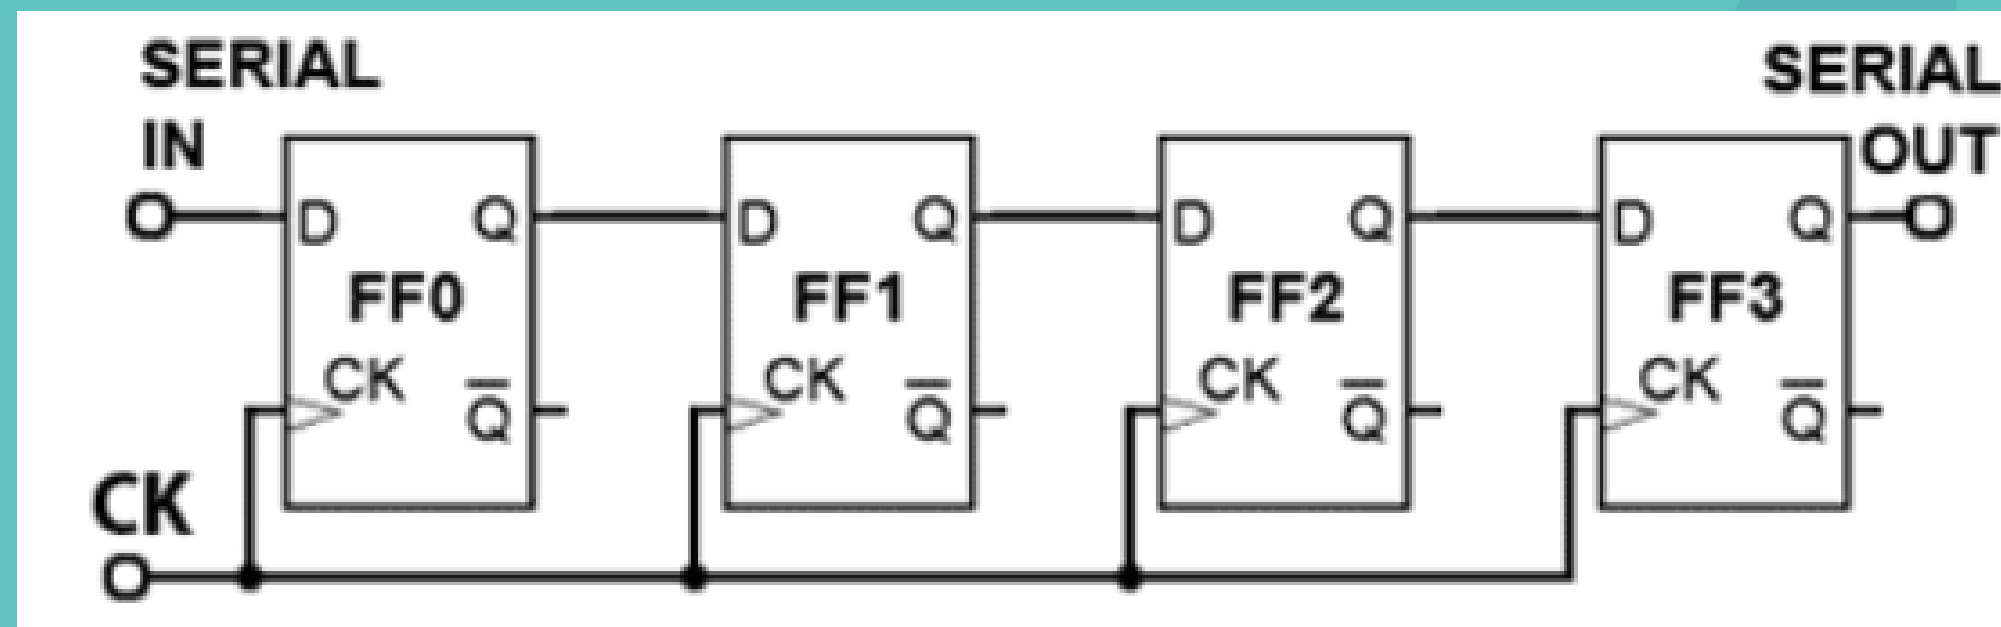 SERIAL
IN
SERIAL
OUT
D Q
FF0
CK
Q̅
D Q
FF1
CK
Q̅
D Q
FF2
CK
Q̅
D Q
FF3
CK
Q̅
CK